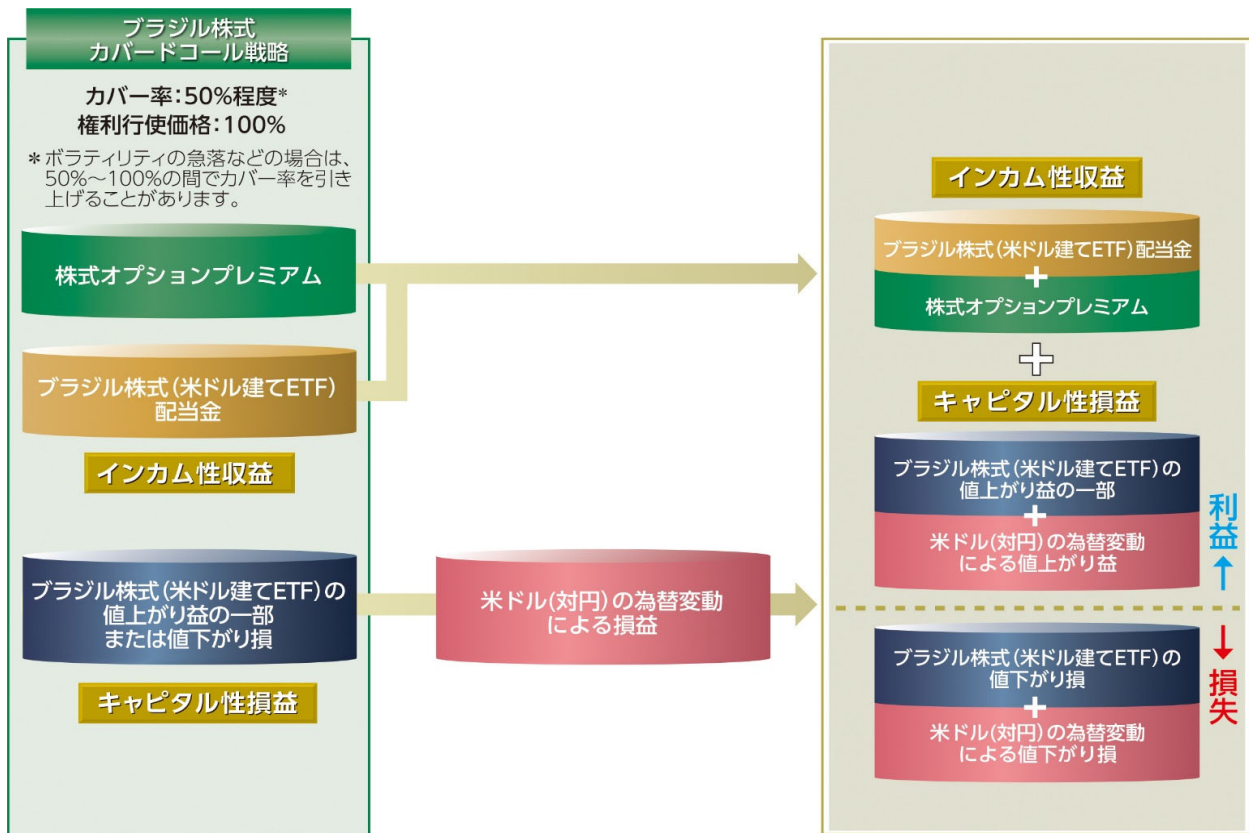 ブラジル株式
カバードコール戦略
カバー率:50%程度*
権利行使価格:100%
*ボラティリティの急落などの場合は、
50%~100%の間でカバー率を引き
上げることがあります。
株式オプションプレミアム
ブラジル株式(米ドル建てETF)
配当金
インカム性収益
ブラジル株式(米ドル建てETF)の
値上がり益の一部
または値下がり損
キャピタル性損益
米ドル(対円)の為替変動
による損益
インカム性収益
ブラジル株式(米ドル建てETF)配当金
+
株式オプションプレミアム
+
キャピタル性損益
ブラジル株式(米ドル建てETF)の
値上がり益の一部
+
米ドル(対円)の為替変動
による値上がり益
利益↑
ブラジル株式(米ドル建てETF)の
値下がり損
+
米ドル(対円)の為替変動
による値下がり損
↓損失